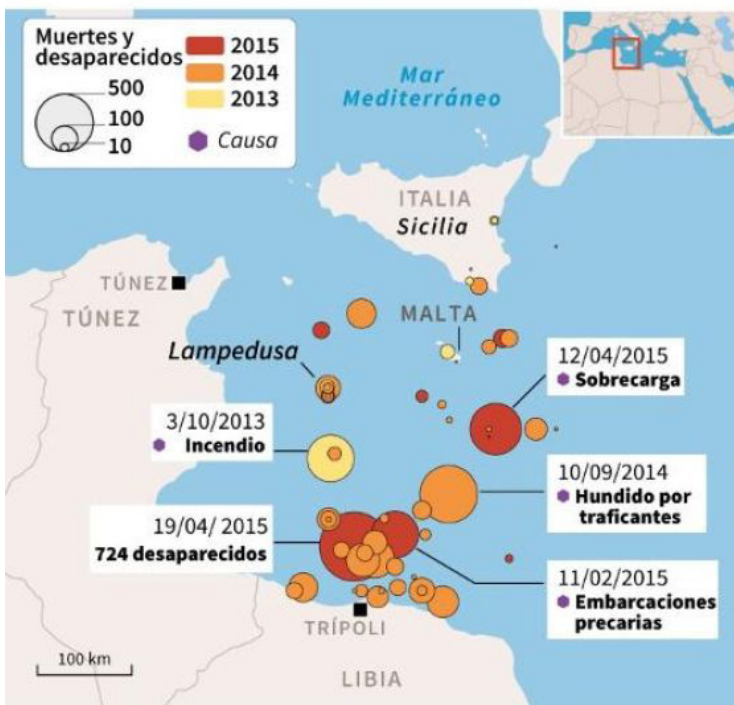 Muertes y
desaparecidos
500
100
10
2015
2014
2013
Causa
Mar
Mediterráneo
ITALIA
Sicilia
TÚNEZ
TÚNEZ
MALTA
Lampedusa
12/04/2015
Sobrecarga
3/10/2013
Incendio
10/09/2014
Hundido por
traficantes
19/04/ 2015
724 desaparecidos
11/02/2015
Embarcaciones
precarias
TRÍPOLI
100 km
LIBIA